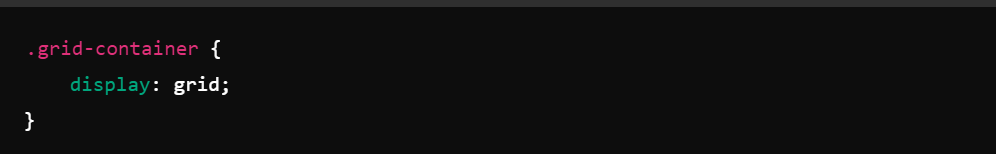 .grid-container {
    display: grid;
}